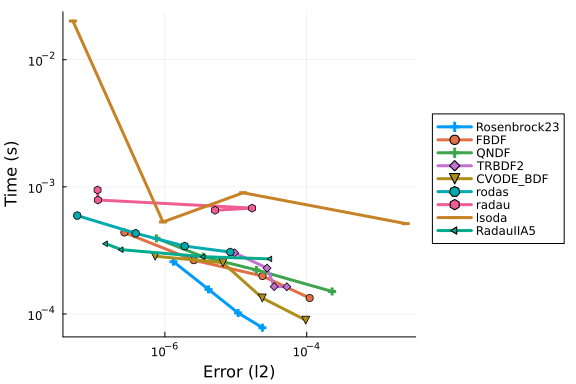 Time (s)
10⁻²
10⁻³
10⁻⁴
10⁻⁶
10⁻⁴
Error (l2)
Rosenbrock23
FBDF
QNDF
TRBDF2
CVODE_BDF
rodas
radau
lsoda
RadauIIA5